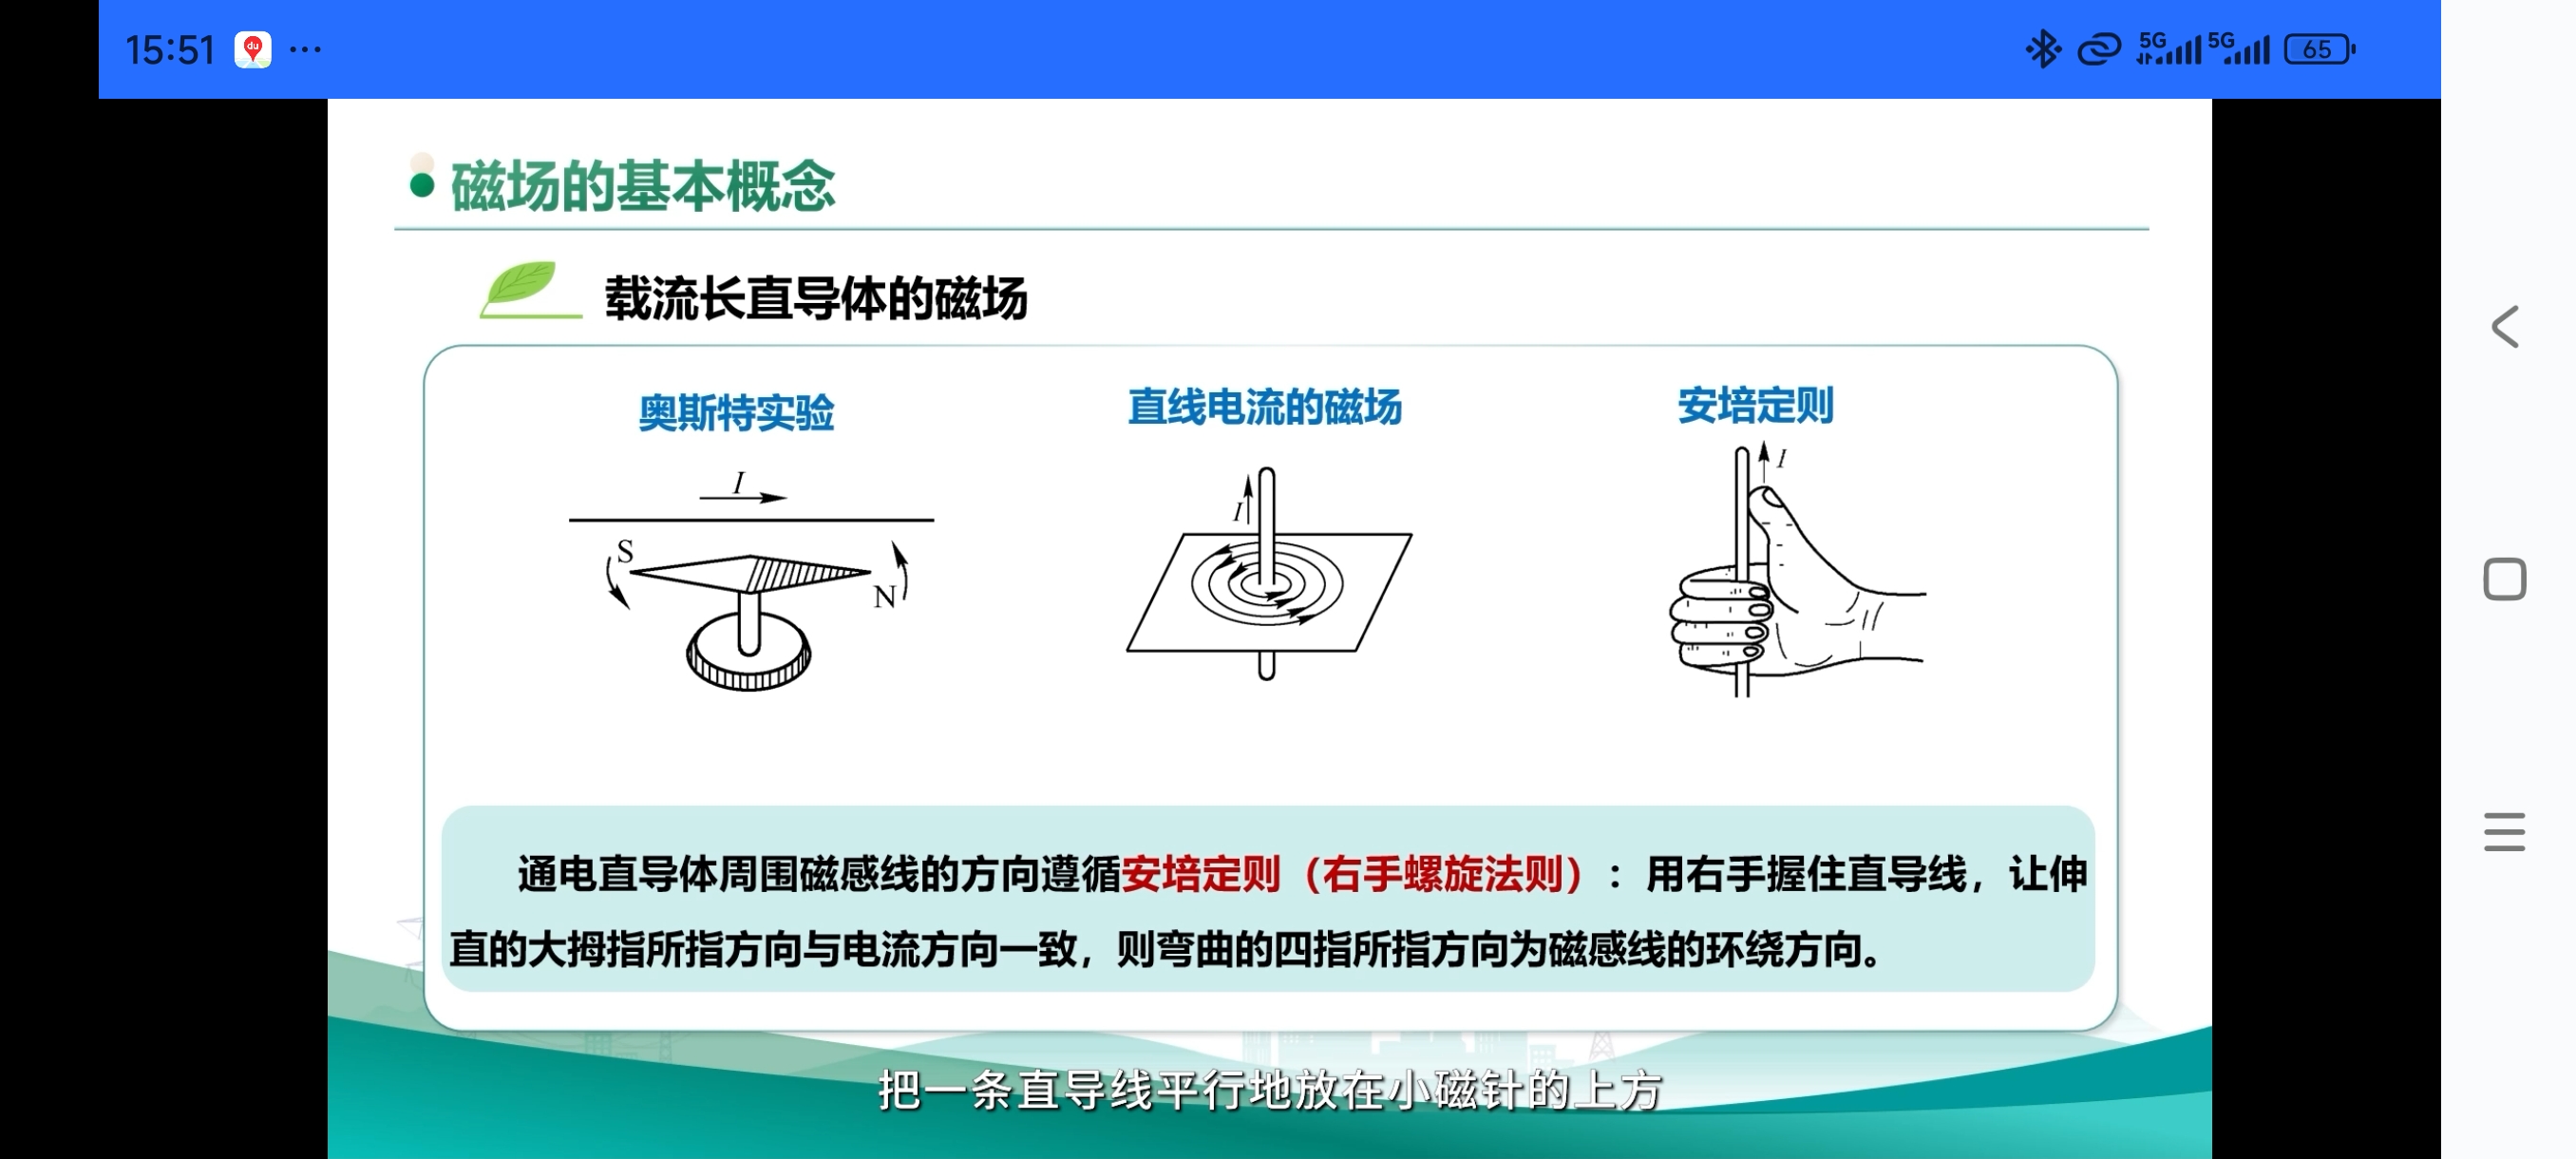 15:51 du ...
5G 5G 65
磁场的基本概念
载流长直导体的磁场
奥斯特实验
直线电流的磁场
安培定则
I
S
N
I
I
通电直导体周围磁感线的方向遵循安培定则（右手螺旋法则）：用右手握住直导线，让伸
直的大拇指所指方向与电流方向一致，则弯曲的四指所指方向为磁感线的环绕方向。
把一条直导线平行地放在小磁针的上方